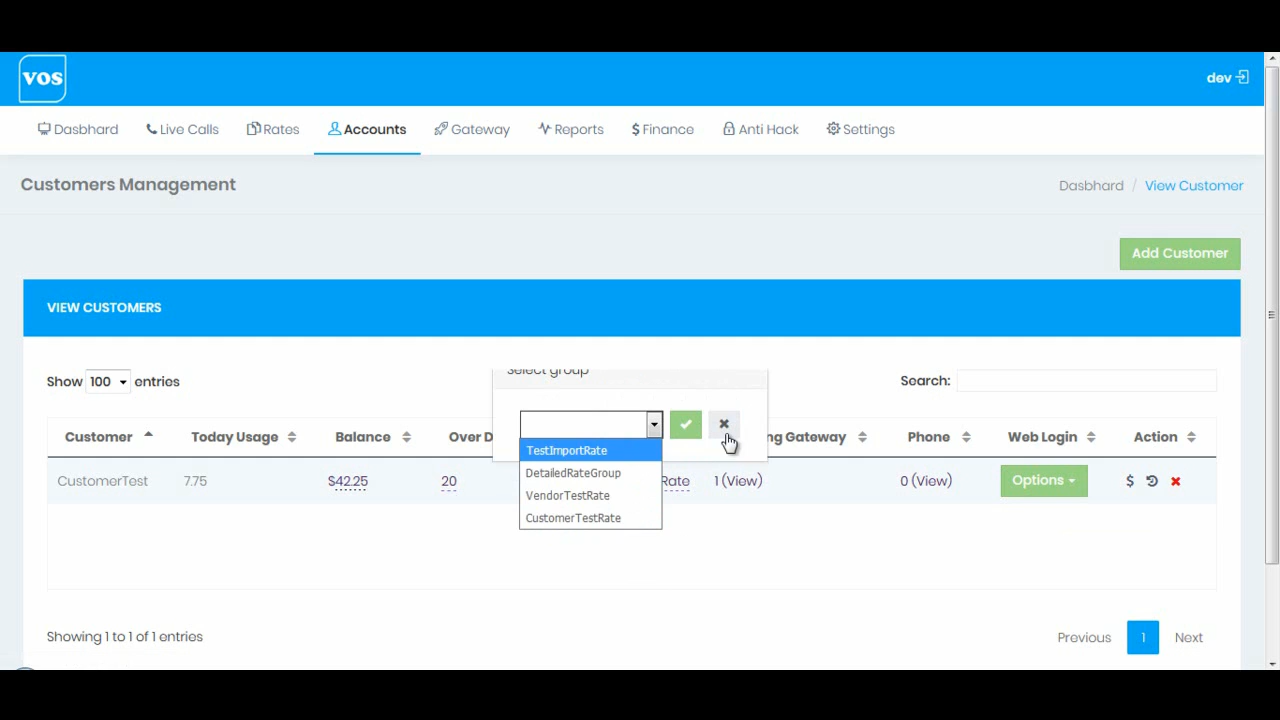 vos
dev
Dasbhard Live Calls Rates Accounts Gateway Reports $ Finance Anti Hack Settings
Customers Management
Dasbhard / View Customer
Add Customer
VIEW CUSTOMERS
Show 100 entries
Search:
Select group
Customer Today Usage Balance Over D ng Gateway Phone Web Login Action
TestImportRate
DetailedRateGroup
VendorTestRate
CustomerTestRate
CustomerTest 7.75 $42.25 20 Rate 1 (View) 0 (View) Options $
Showing 1 to 1 of 1 entries
Previous 1 Next